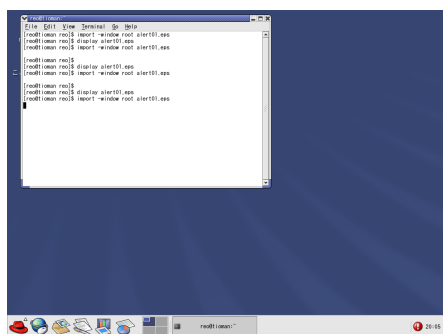 reo@tioman:~
File Edit View Terminal Go Help
[reo@tioman reo]$ import -window root alert01.eps
[reo@tioman reo]$ display alert01.eps
[reo@tioman reo]$ import -window root alert01.eps
[reo@tioman reo]$
[reo@tioman reo]$ display alert01.eps
[reo@tioman reo]$ import -window root alert01.eps
[reo@tioman reo]$
[reo@tioman reo]$ display alert01.eps
[reo@tioman reo]$ import -window root alert01.eps
reo@tioman:~
20:05